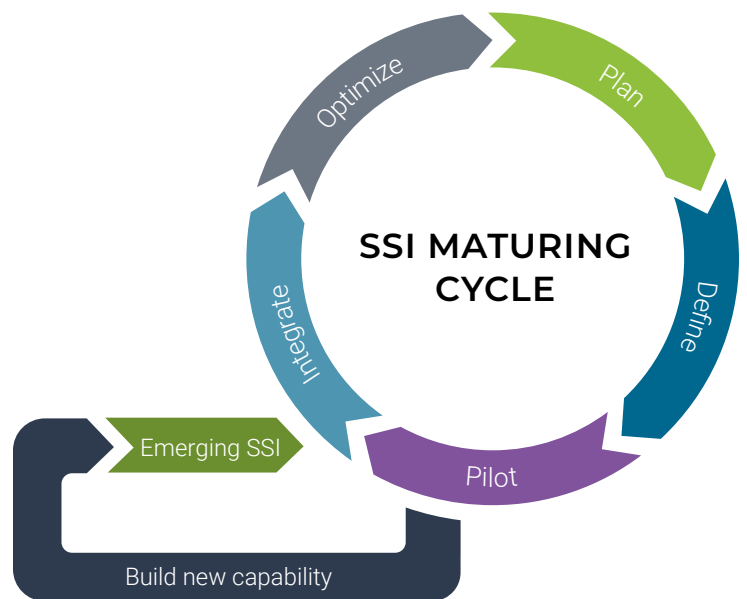 Optimize
Plan
SSI MATURING
CYCLE
Define
Integrate
Emerging SSI
Pilot
Build new capability